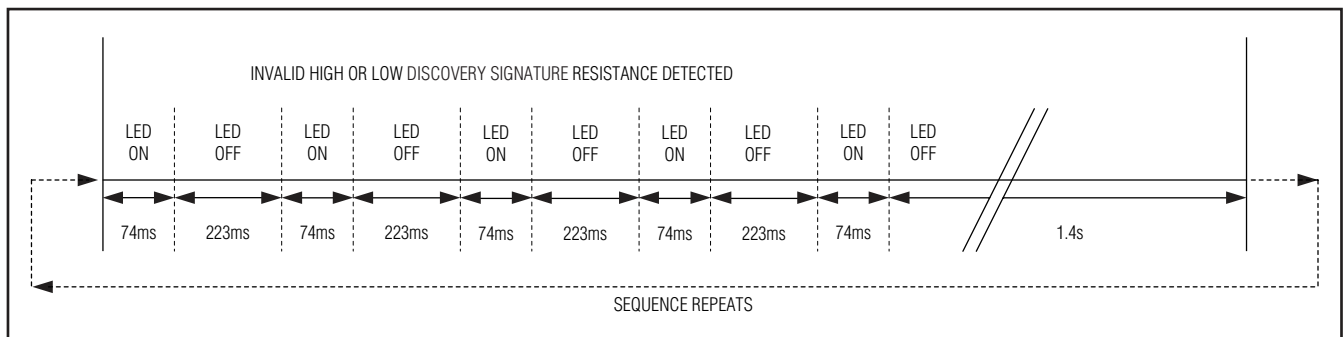 INVALID HIGH OR LOW DISCOVERY SIGNATURE RESISTANCE DETECTED
LED ON
LED OFF
LED ON
LED OFF
LED ON
LED OFF
LED ON
LED OFF
LED ON
LED OFF
74ms
223ms
74ms
223ms
74ms
223ms
74ms
223ms
74ms
1.4s
SEQUENCE REPEATS